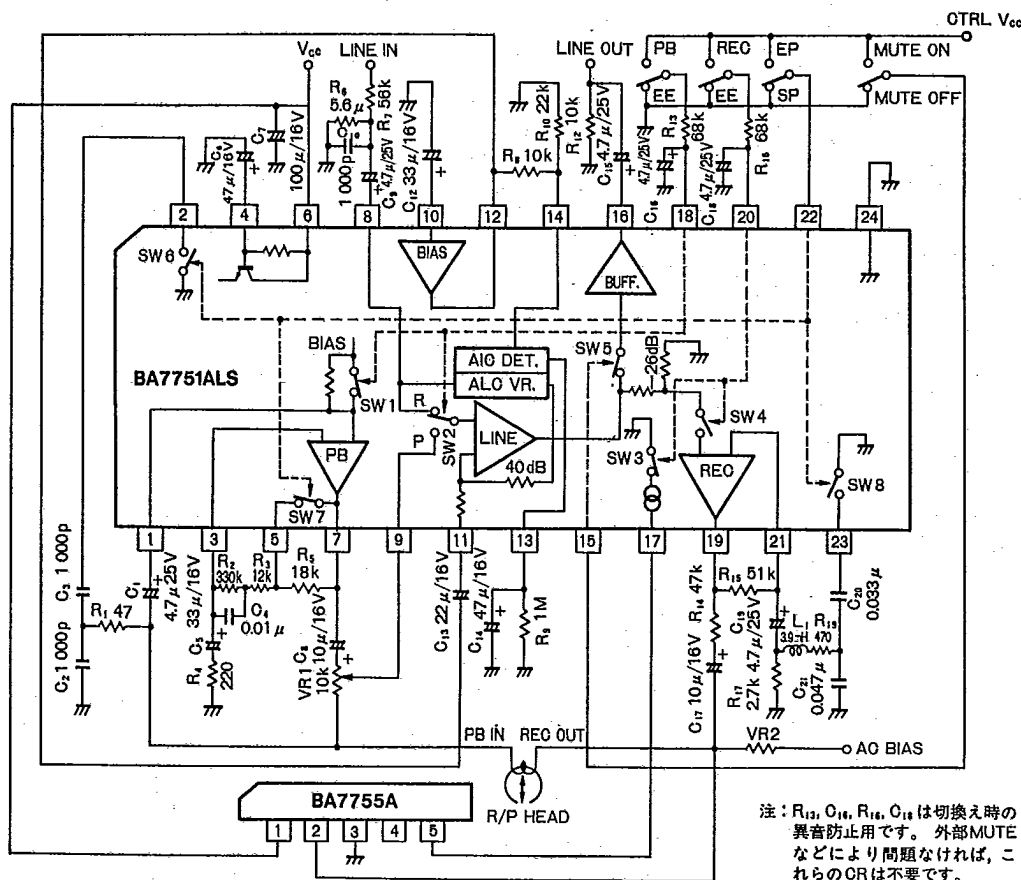 CTRL Vcc
Vcc
LINE IN
LINE OUT
PB
REC
EP
MUTE ON
EE
EE
SP
MUTE OFF
R6
5.6μ
R7 56k
1000p
C9 4.7μ/25V
C12 33μ/16V
C7
100μ/16V
C6
47μ/16V
R10 22k
R12 10k
R8 10k
C15 4.7μ/25V
4.7μ/25V
C16
R13
68k
C18 4.7μ/25V
68k
R16
2
4
6
8
10
12
14
16
18
20
22
24
SW6
BIAS
BUFF.
BIAS
SW1
BA7751ALS
AIC DET.
ALC VR.
R
P
SW2
LINE
40dB
SW5
26dB
SW4
SW3
REC
SW8
PB
SW7
1
3
5
7
9
11
13
15
17
19
21
23
C3 1000p
R1 47
C2 1000p
C1
4.7μ/25V
R2
330k
R3
12k
R5
18k
C4
0.01μ
33μ/16V
C5
R4
220
C8
10μ/16V
VR1
10k
C13 22μ/16V
C14 47μ/16V
R9 1M
R14 47k
C17 10μ/16V
R15 51k
C19
4.7μ/25V
R17
2.7k
L1
3.9mH
R19
470
C20
0.033μ
C21
0.047μ
PB IN
REC OUT
VR2
AC BIAS
R/P HEAD
BA7755A
1
2
3
4
5
注:R13, C16, R16, C18は切換え時の
異音防止用です。 外部MUTE
などにより問題なければ,こ
れらのCRは不要です。